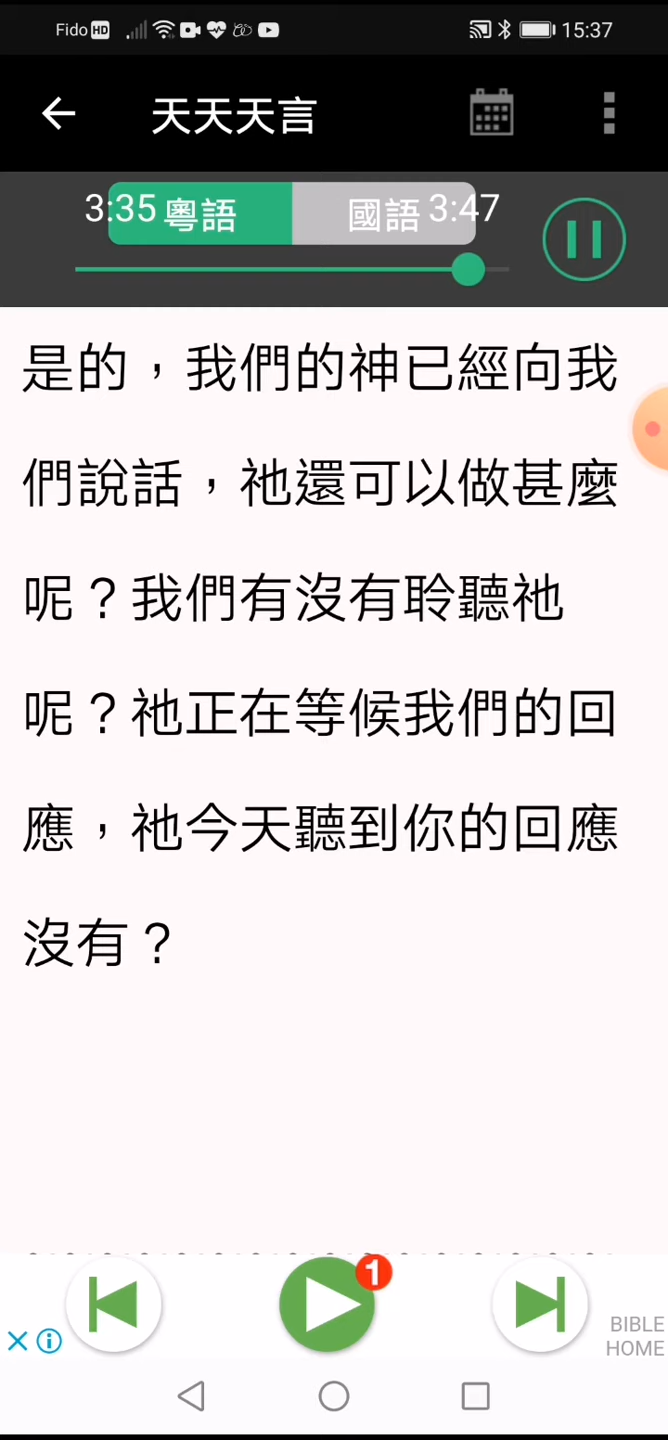 Fido HD 15:37
天天天言
3:35 粵語 國語 3:47
是的，我們的神已經向我
們說話，祂還可以做甚麼
呢？我們有沒有聆聽祂
呢？祂正在等候我們的回
應，祂今天聽到你的回應
沒有？
1
BIBLE
HOME